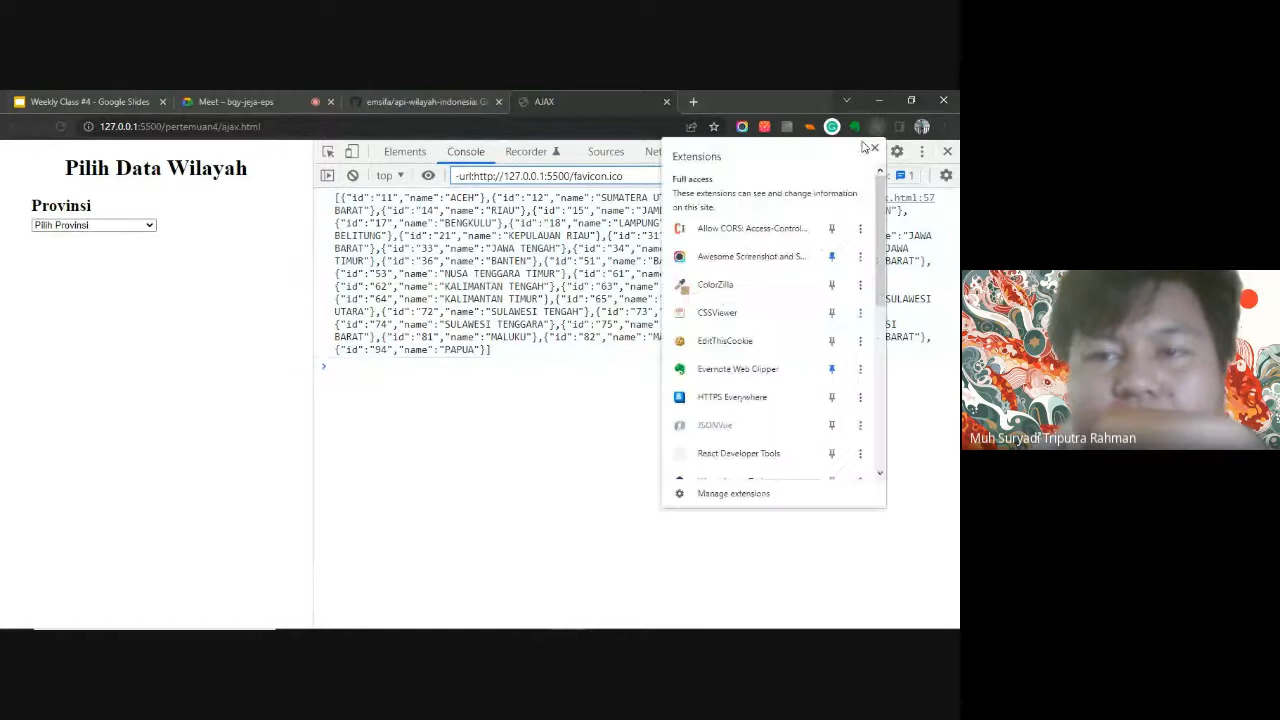 Weekly Class #4 - Google Slides
Meet – bqy-jeja-eps
emsifa/api-wilayah-indonesia: G
AJAX
127.0.0.1:5500/pertemuan4/ajax.html
Pilih Data Wilayah
Provinsi
Pilih Provinsi
Elements
Console
Recorder
Sources
Net
top
-url:http://127.0.0.1:5500/favicon.ico
1
[{"id":"11","name":"ACEH"},{"id":"12","name":"SUMATERA UT
x.html:57
BARAT"},{"id":"14","name":"RIAU"},{"id":"15","name":"JAMB
N"},
{"id":"17","name":"BENGKULU"},{"id":"18","name":"LAMPUNG
BELITUNG"},{"id":"21","name":"KEPULAUAN RIAU"},{"id":"31"
"JAWA
BARAT"},{"id":"33","name":"JAWA TENGAH"},{"id":"34","name
JAWA
TIMUR"},{"id":"36","name":"BANTEN"},{"id":"51","name":"BA
BARAT"},
{"id":"53","name":"NUSA TENGGARA TIMUR"},{"id":"61","name
{"id":"62","name":"KALIMANTAN TENGAH"},{"id":"63","name":
{"id":"64","name":"KALIMANTAN TIMUR"},{"id":"65","name":
SULAWESI
UTARA"},{"id":"72","name":"SULAWESI TENGAH"},{"id":"73",
{"id":"74","name":"SULAWESI TENGGARA"},{"id":"75","name":
SI
BARAT"},{"id":"81","name":"MALUKU"},{"id":"82","name":"MA
BARAT"},
{"id":"94","name":"PAPUA"}]
Extensions
Full access
These extensions can see and change information
on this site.
Allow CORS: Access-Control...
Awesome Screenshot and S...
ColorZilla
CSSViewer
EditThisCookie
Evernote Web Clipper
HTTPS Everywhere
JSONVue
React Developer Tools
Manage extensions
Muh Suryadi Triputra Rahman